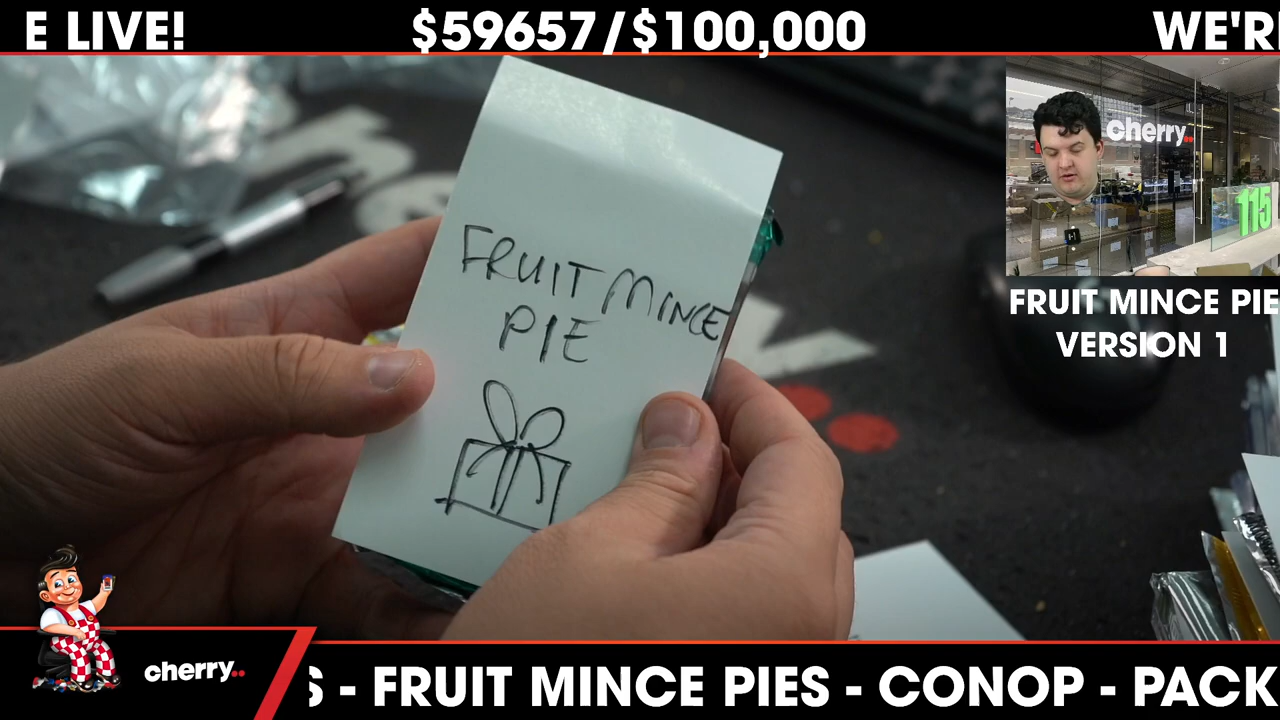 E LIVE!
$59657/$100,000
WE'R
cherry..
115
FRUIT MINCE PIE
VERSION 1
FRUIT MINCE
PIE
cherry..
S - FRUIT MINCE PIES - CONOP - PACK